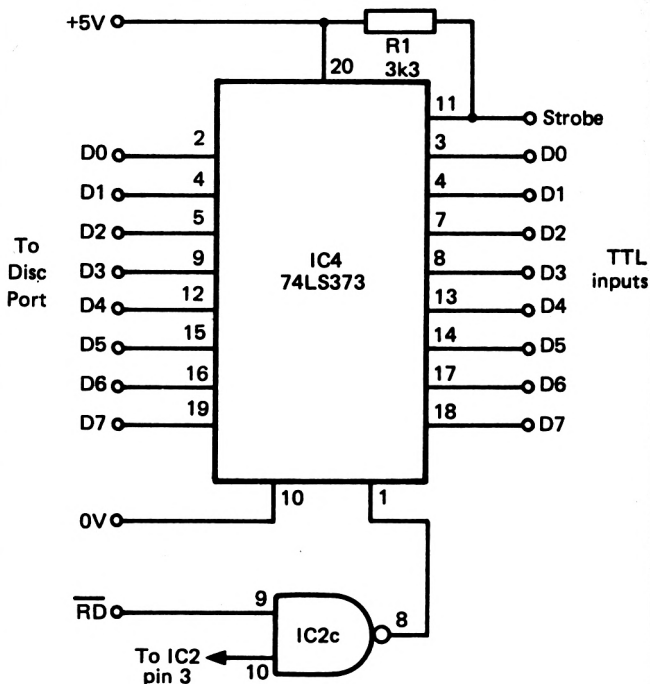 +5V
R1
3k3
20
11
Strobe
2
3
D0
D0
4
4
D1
D1
5
7
D2
D2
To
Disc
Port
9
8
D3
D3
IC4
74LS373
TTL
inputs
12
13
D4
D4
15
14
D5
D5
16
17
D6
D6
19
18
D7
D7
10
1
0V
RD
9
8
IC2c
To IC2
pin 3
10